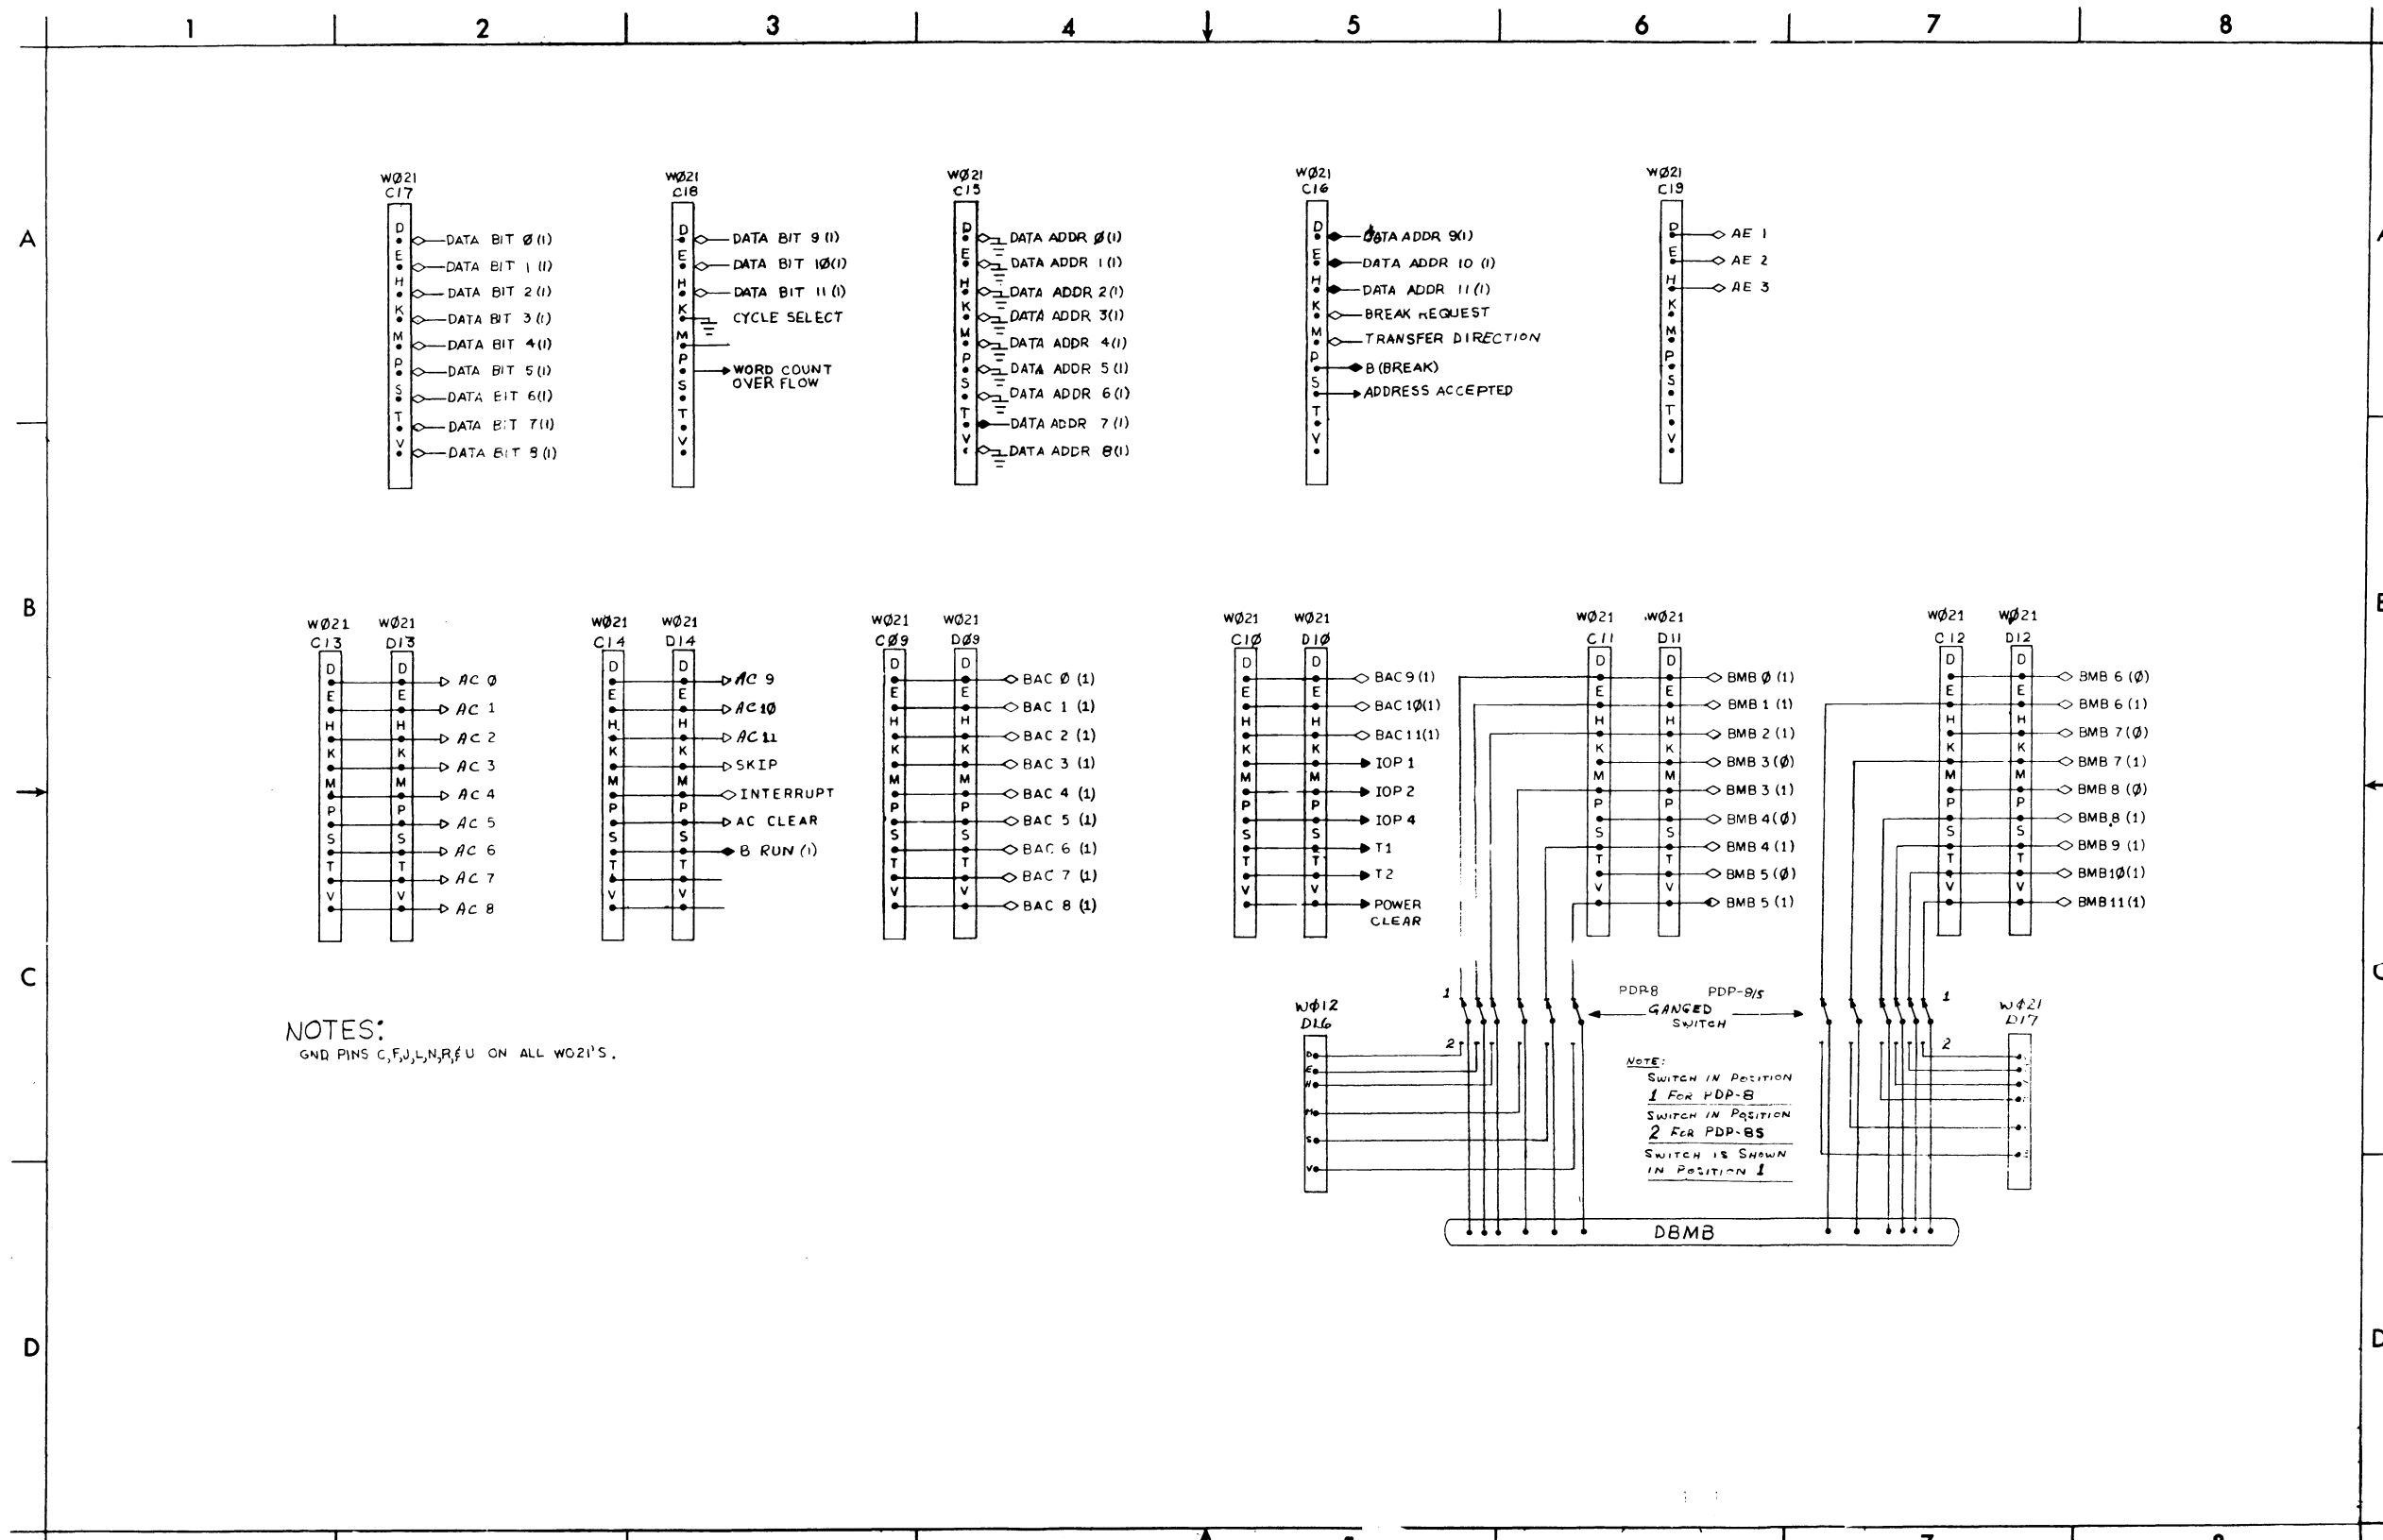 1 2 3 4 5 6 7 8
A
WØ21
C17
D
E
H
K
M
P
S
T
V
DATA BIT Ø (1)
DATA BIT 1 (1)
DATA BIT 2 (1)
DATA BIT 3 (1)
DATA BIT 4 (1)
DATA BIT 5 (1)
DATA BIT 6 (1)
DATA BIT 7 (1)
DATA BIT 8 (1)
WØ21
C18
D
E
H
K
M
P
S
T
V
DATA BIT 9 (1)
DATA BIT 1Ø (1)
DATA BIT 11 (1)
CYCLE SELECT
WORD COUNT
OVER FLOW
WØ21
C15
D
E
H
K
M
P
S
T
V
DATA ADDR Ø (1)
DATA ADDR 1 (1)
DATA ADDR 2 (1)
DATA ADDR 3 (1)
DATA ADDR 4 (1)
DATA ADDR 5 (1)
DATA ADDR 6 (1)
DATA ADDR 7 (1)
DATA ADDR 8 (1)
WØ21
C16
D
E
H
K
M
P
S
T
V
DATA ADDR 9(1)
DATA ADDR 10 (1)
DATA ADDR 11 (1)
BREAK REQUEST
TRANSFER DIRECTION
B (BREAK)
ADDRESS ACCEPTED
WØ21
C19
D
E
H
K
M
P
S
T
V
AE 1
AE 2
AE 3
B
WØ21 WØ21
C13 D13
D D
E E
H H
K K
M M
P P
S S
T T
V V
AC Ø
AC 1
AC 2
AC 3
AC 4
AC 5
AC 6
AC 7
AC 8
WØ21 WØ21
C14 D14
D D
E E
H H
K K
M M
P P
S S
T T
V V
AC 9
AC 1Ø
AC 11
SKIP
INTERRUPT
AC CLEAR
B RUN (1)
WØ21 WØ21
CØ9 DØ9
D D
E E
H H
K K
M M
P P
S S
T T
V V
BAC Ø (1)
BAC 1 (1)
BAC 2 (1)
BAC 3 (1)
BAC 4 (1)
BAC 5 (1)
BAC 6 (1)
BAC 7 (1)
BAC 8 (1)
WØ21 WØ21
C1Ø D1Ø
D D
E E
H H
K K
M M
P P
S S
T T
V V
BAC 9 (1)
BAC 1Ø(1)
BAC 11(1)
IOP 1
IOP 2
IOP 4
T1
T2
POWER
CLEAR
WØ21 WØ21
C11 D11
D D
E E
H H
K K
M M
P P
S S
T T
V V
BMB Ø (1)
BMB 1 (1)
BMB 2 (1)
BMB 3 (Ø)
BMB 3 (1)
BMB 4 (Ø)
BMB 4 (1)
BMB 5 (Ø)
BMB 5 (1)
WØ21 WØ21
C12 D12
D D
E E
H H
K K
M M
P P
S S
T T
V V
BMB 6 (Ø)
BMB 6 (1)
BMB 7 (Ø)
BMB 7 (1)
BMB 8 (Ø)
BMB 8 (1)
BMB 9 (1)
BMB 1Ø(1)
BMB 11(1)
C
NOTES:
GND PINS C,F,J,L,N,R,& U ON ALL W021'S.
WØ12
D16
D
E
H
M
S
V
1
2
PDP-8 PDP-8/S
GANGED
SWITCH
NOTE:
SWITCH IN POSITION
1 FOR PDP-8
SWITCH IN POSITION
2 FOR PDP-8S
SWITCH IS SHOWN
IN POSITION 1
1
2
WØ21
D17
DBMB
D
D
7